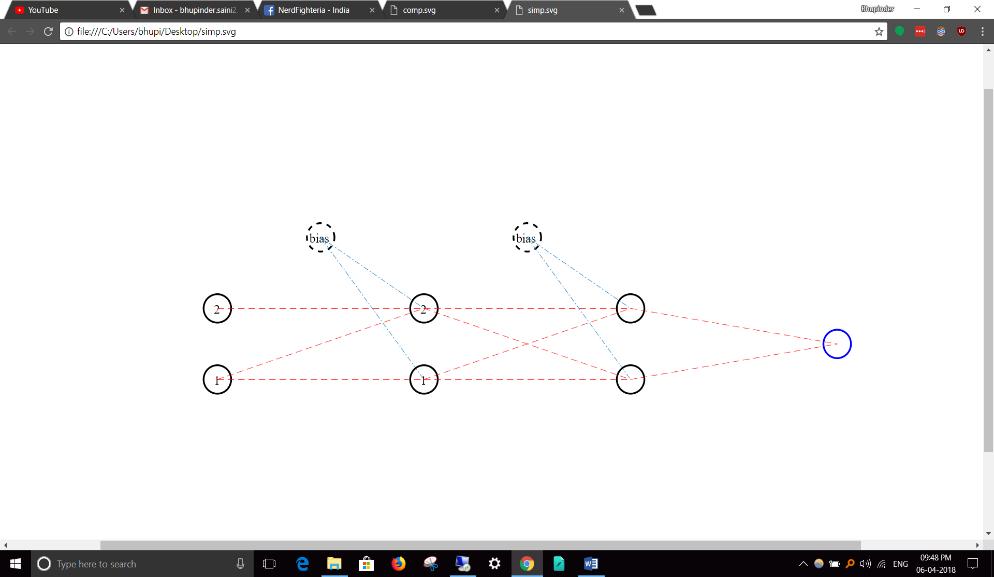 YouTube
Inbox - bhupinder.saini2
NerdFighteria - India
comp.svg
simp.svg
Bhupinder
file:///C:/Users/bhupi/Desktop/simp.svg
bias
bias
2
2
1
1
Type here to search
ENG
09:48 PM
06-04-2018